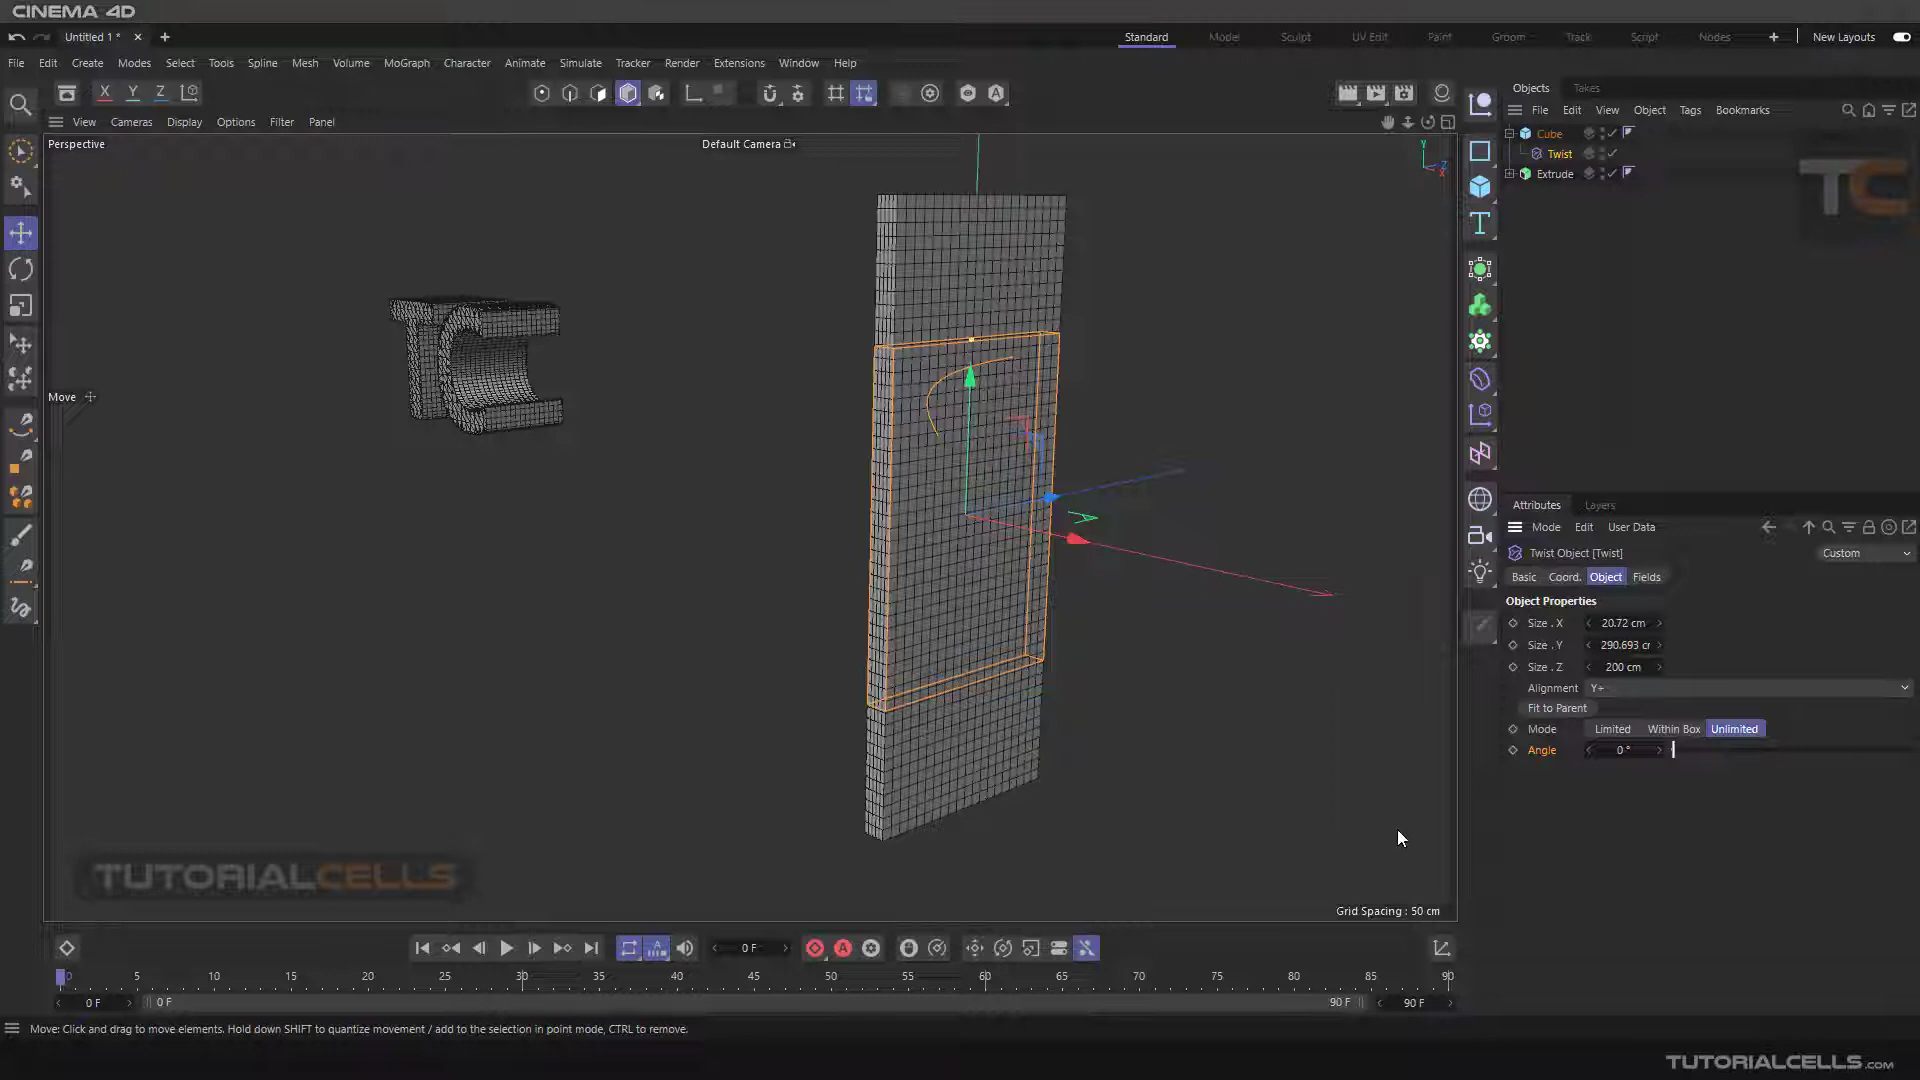 CINEMA 4D
Untitled 1 *
Standard Model Sculpt UV Edit Paint Groom Track Script Nodes New Layouts
File Edit Create Modes Select Tools Spline Mesh Volume MoGraph Character Animate Simulate Tracker Render Extensions Window Help
X Y Z
View Cameras Display Options Filter Panel
Perspective
Default Camera
Move
Grid Spacing : 50 cm
TUTORIALCELLS
Objects Takes
File Edit View Object Tags Bookmarks
Cube
Twist
Extrude
TC
Attributes Layers
Mode Edit User Data
Twist Object [Twist]
Custom
Basic Coord. Object Fields
Object Properties
Size . X 20.72 cm
Size . Y 290.693 cr
Size . Z 200 cm
Alignment Y+
Fit to Parent
Mode Limited Within Box Unlimited
Angle 0 °
0 F
0 5 10 15 20 25 30 35 40 45 50 55 60 65 70 75 80 85 90
0 F 0 F 90 F 90 F
Move: Click and drag to move elements. Hold down SHIFT to quantize movement / add to the selection in point mode, CTRL to remove.
TUTORIALCELLS.com